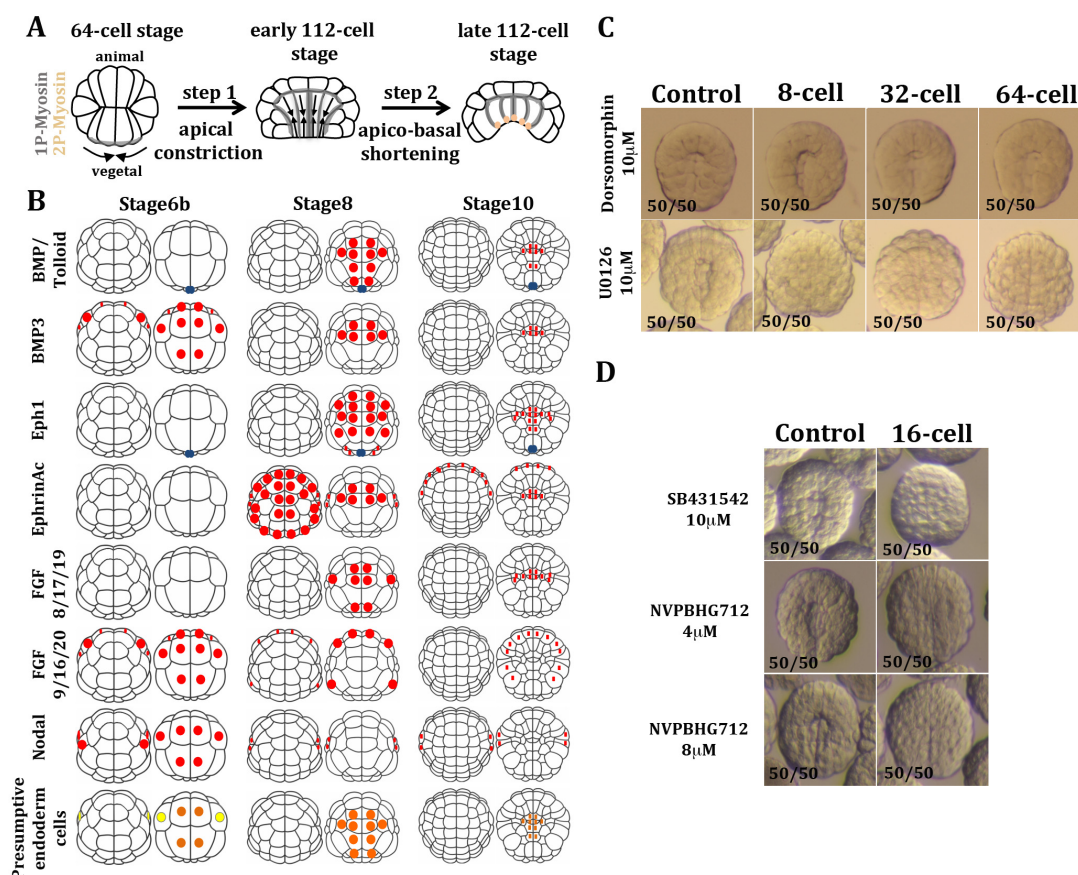 A
64-cell stage
early 112-cell
stage
late 112-cell
stage
animal
1P-Myosin
2P-Myosin
step 1
step 2
apical
constriction
apico-basal
shortening
vegetal
B
Stage6b
Stage8
Stage10
BMP/
Tolloid
BMP3
Eph1
EphrinAc
FGF
8/17/19
FGF
9/16/20
Nodal
Presumptive
endoderm
cells
C
Control
8-cell
32-cell
64-cell
Dorsomorphin
10μM
50/50
50/50
50/50
50/50
U0126
10μM
50/50
50/50
50/50
50/50
D
Control
16-cell
SB431542
10μM
50/50
50/50
NVPBHG712
4μM
50/50
50/50
NVPBHG712
8μM
50/50
50/50